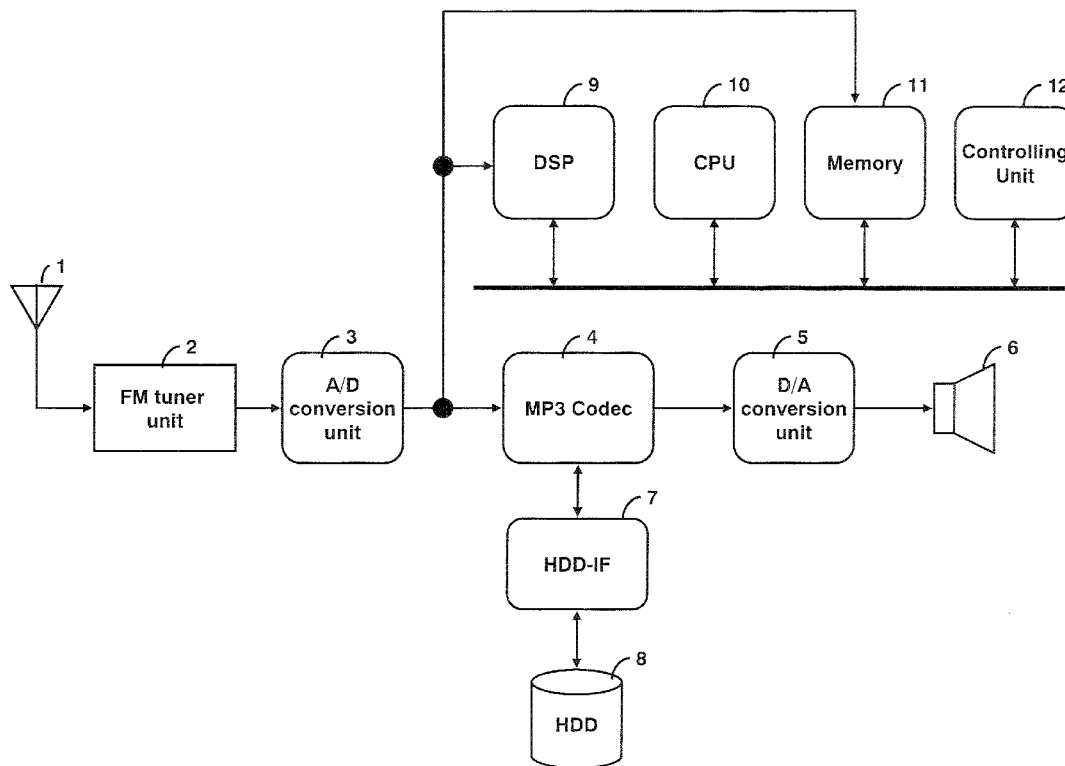 9
10
11
12
DSP
CPU
Memory
Controlling
Unit
1
2
3
4
5
6
FM tuner
unit
A/D
conversion
unit
MP3 Codec
D/A
conversion
unit
7
HDD-IF
8
HDD